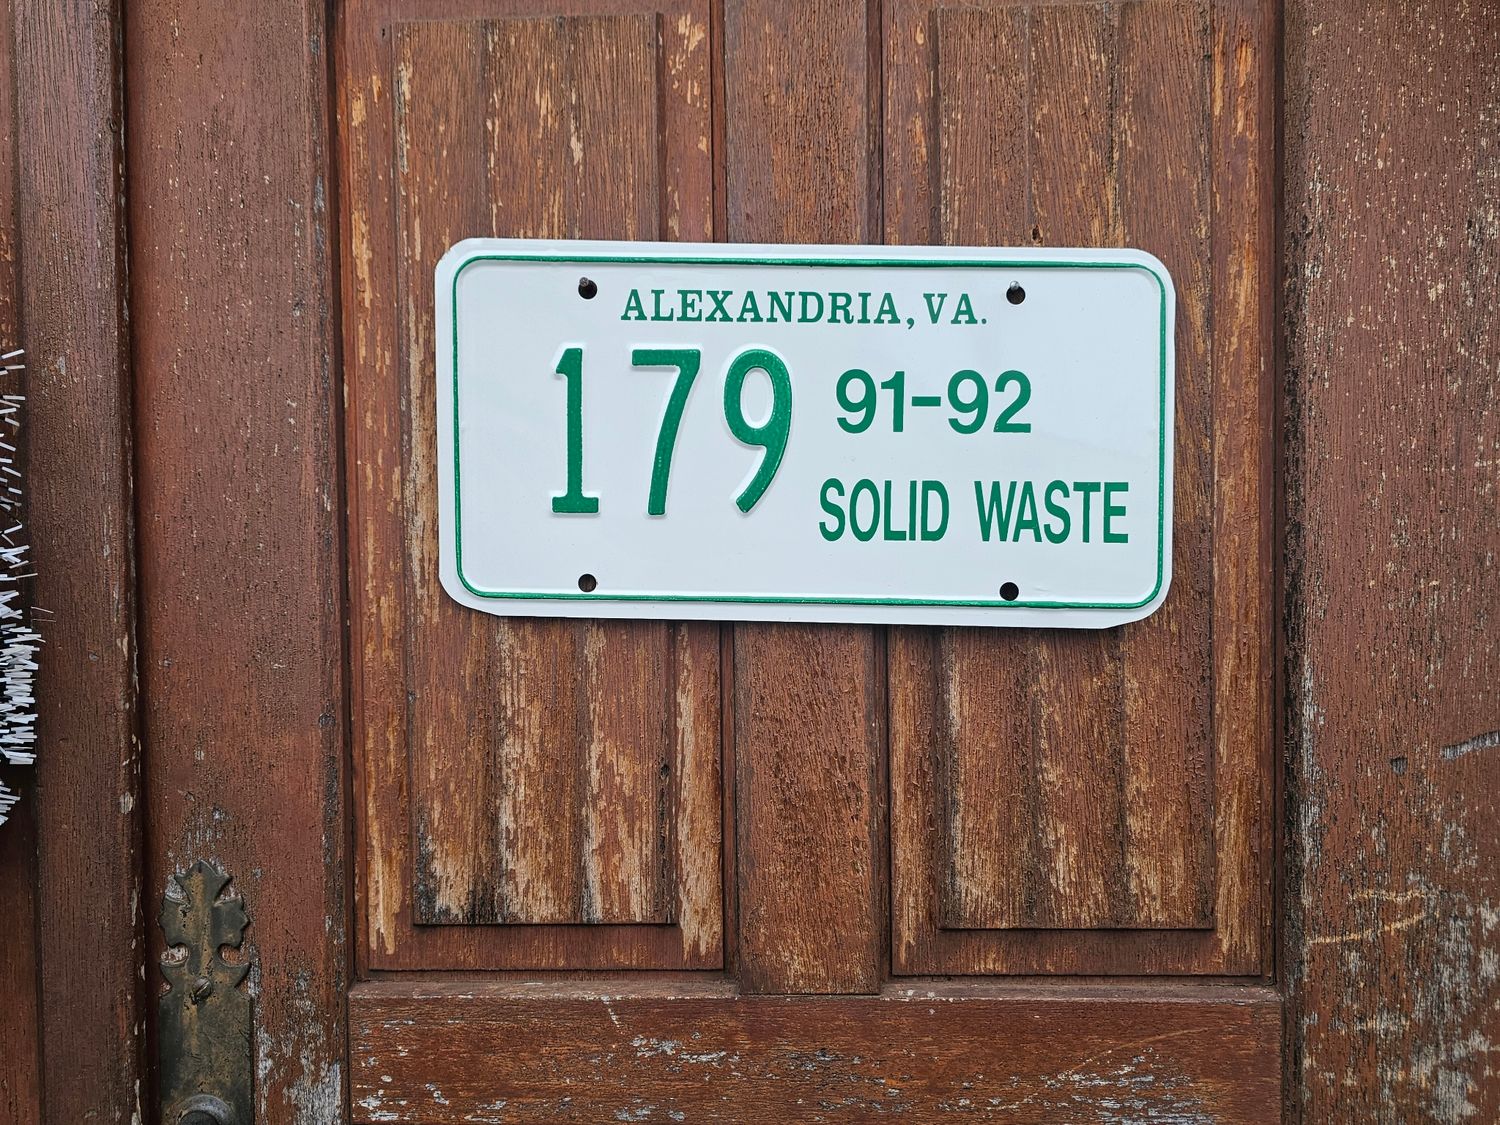 ALEXANDRIA, VA.
179 91-92
SOLID WASTE